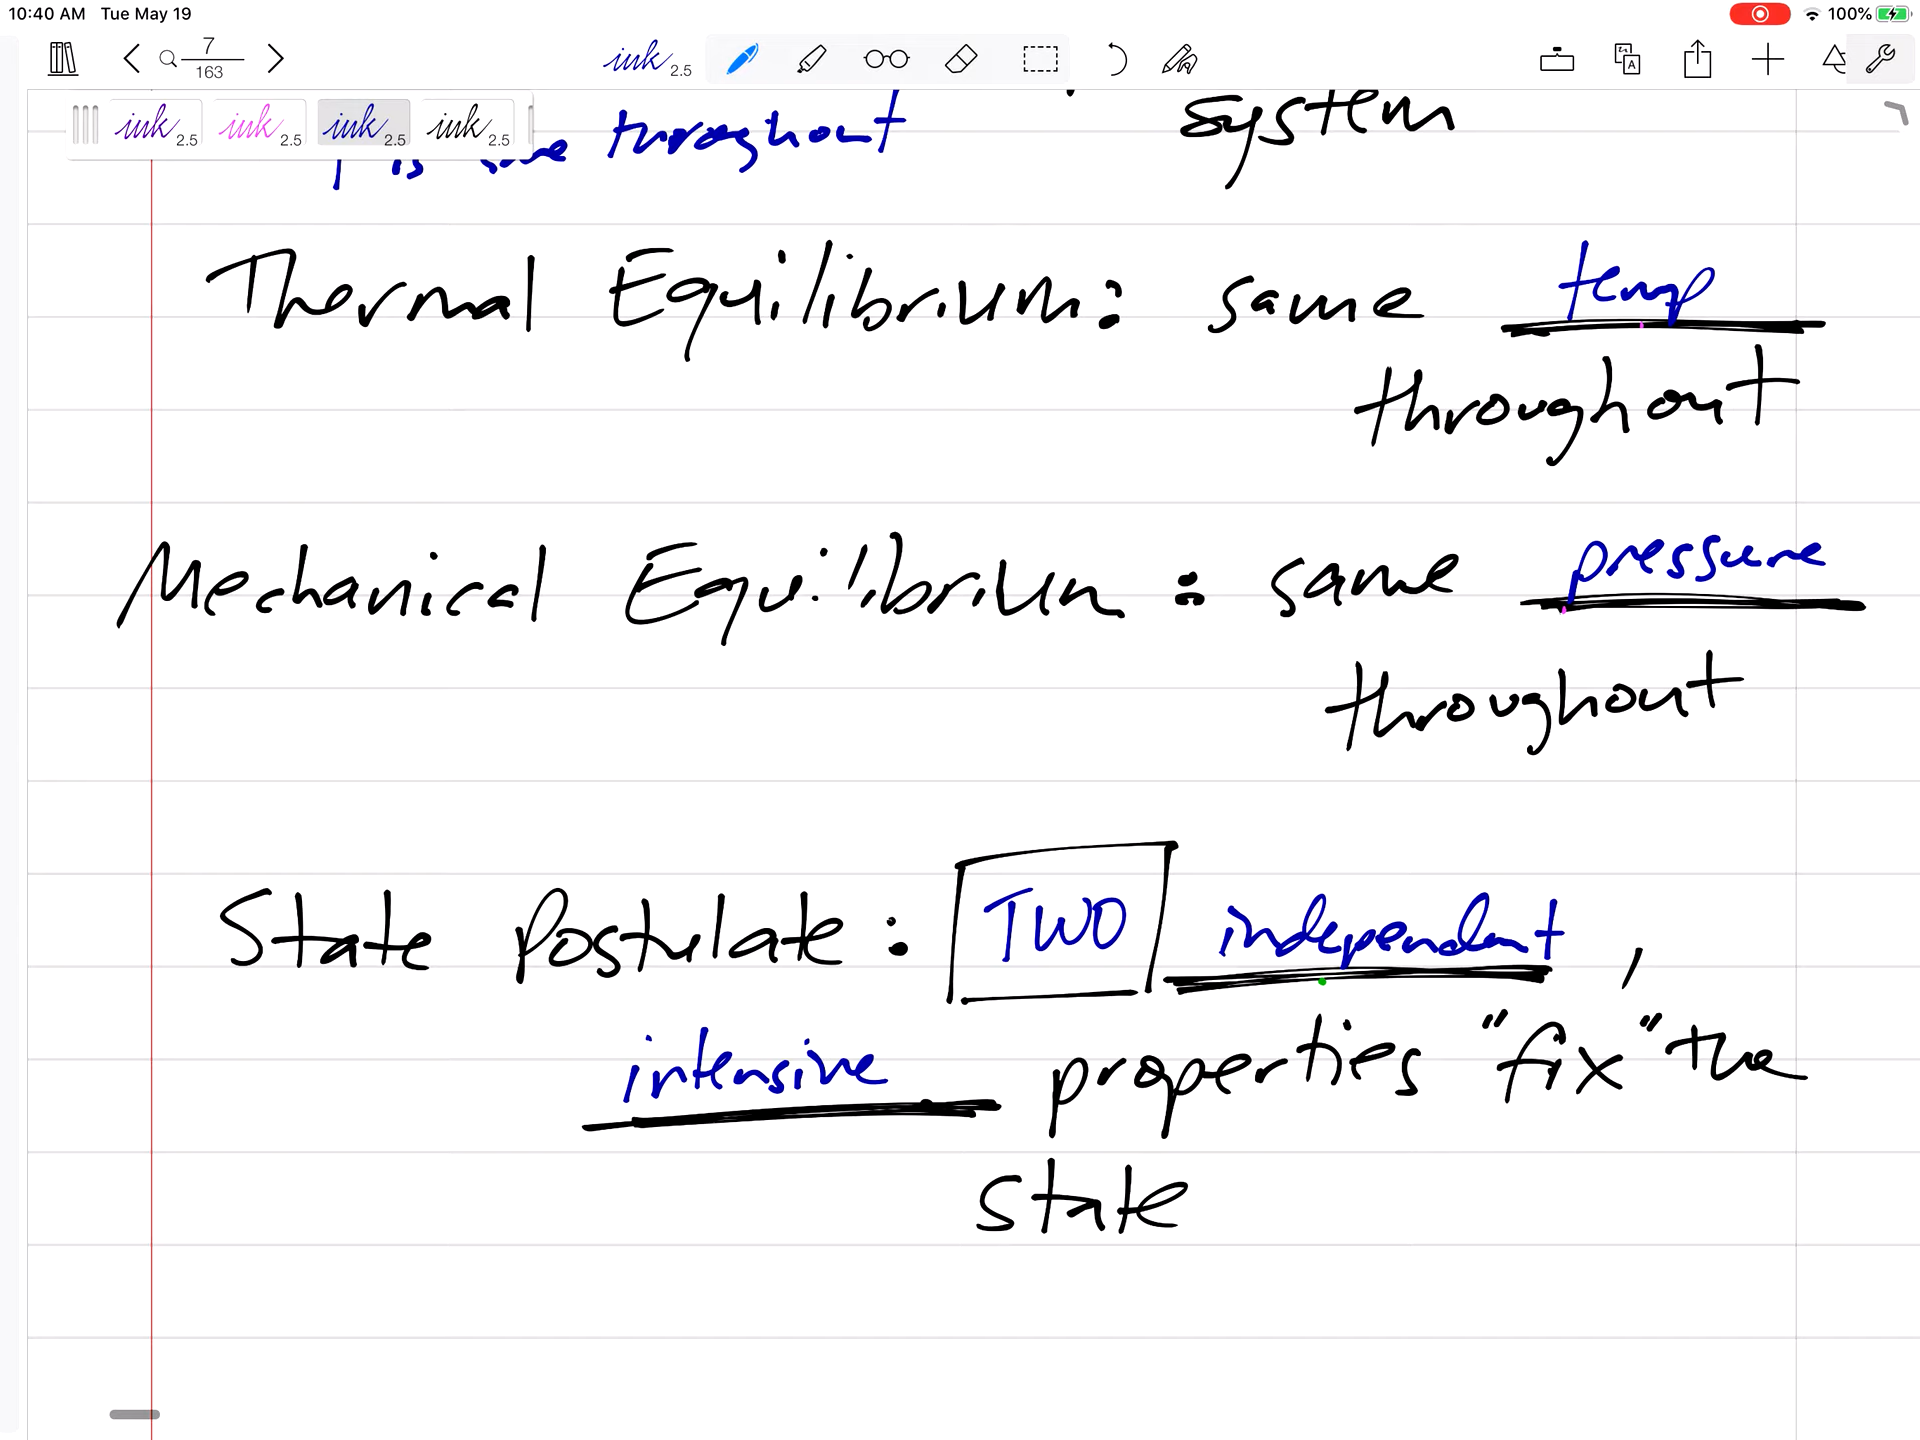 10:40 AM Tue May 19
100%
7
163
ink 2.5
ink 2.5 ink 2.5 ink 2.5 ink 2.5
is throughout system
Thermal Equilibrium: same temp
throughout
Mechanical Equilibrium: same pressure
throughout
State Postulate: TWO independent,
intensive properties "fix" the
state